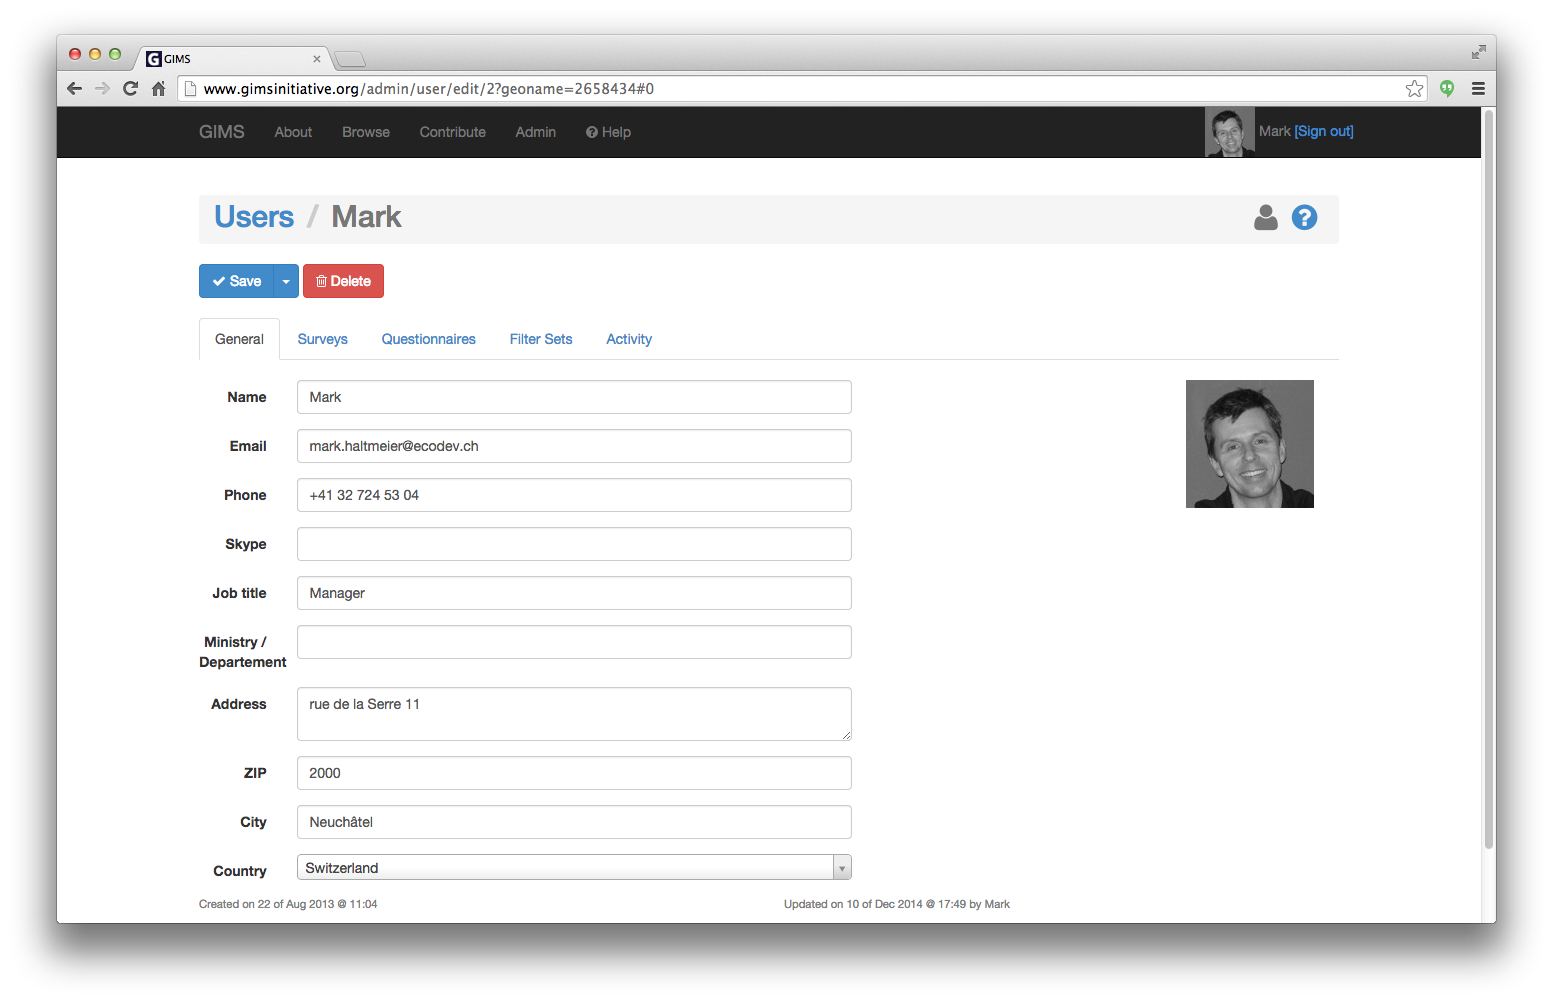 GIMS
www.gimsinitiative.org/admin/user/edit/2?geoname=2658434#0
GIMS About Browse Contribute Admin Help Mark [Sign out]
Users / Mark
Save Delete
General Surveys Questionnaires Filter Sets Activity
Name Mark
Email mark.haltmeier@ecodev.ch
Phone +41 32 724 53 04
Skype
Job title Manager
Ministry /
Departement
Address rue de la Serre 11
ZIP 2000
City Neuchâtel
Country Switzerland
Created on 22 of Aug 2013 @ 11:04 Updated on 10 of Dec 2014 @ 17:49 by Mark